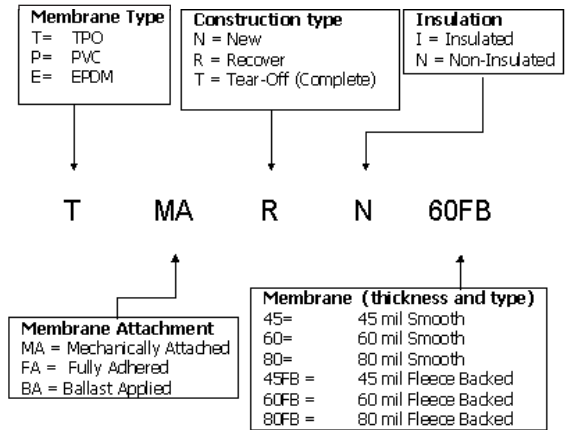 Membrane Type
T= TPO
P= PVC
E= EPDM
Construction type
N = New
R = Recover
T = Tear-Off (Complete)
Insulation
I = Insulated
N = Non-Insulated
T MA R N 60FB
Membrane Attachment
MA = Mechanically Attached
FA = Fully Adhered
BA = Ballast Applied
Membrane (thickness and type)
45= 45 mil Smooth
60= 60 mil Smooth
80= 80 mil Smooth
45FB = 45 mil Fleece Backed
60FB = 60 mil Fleece Backed
80FB = 80 mil Fleece Backed